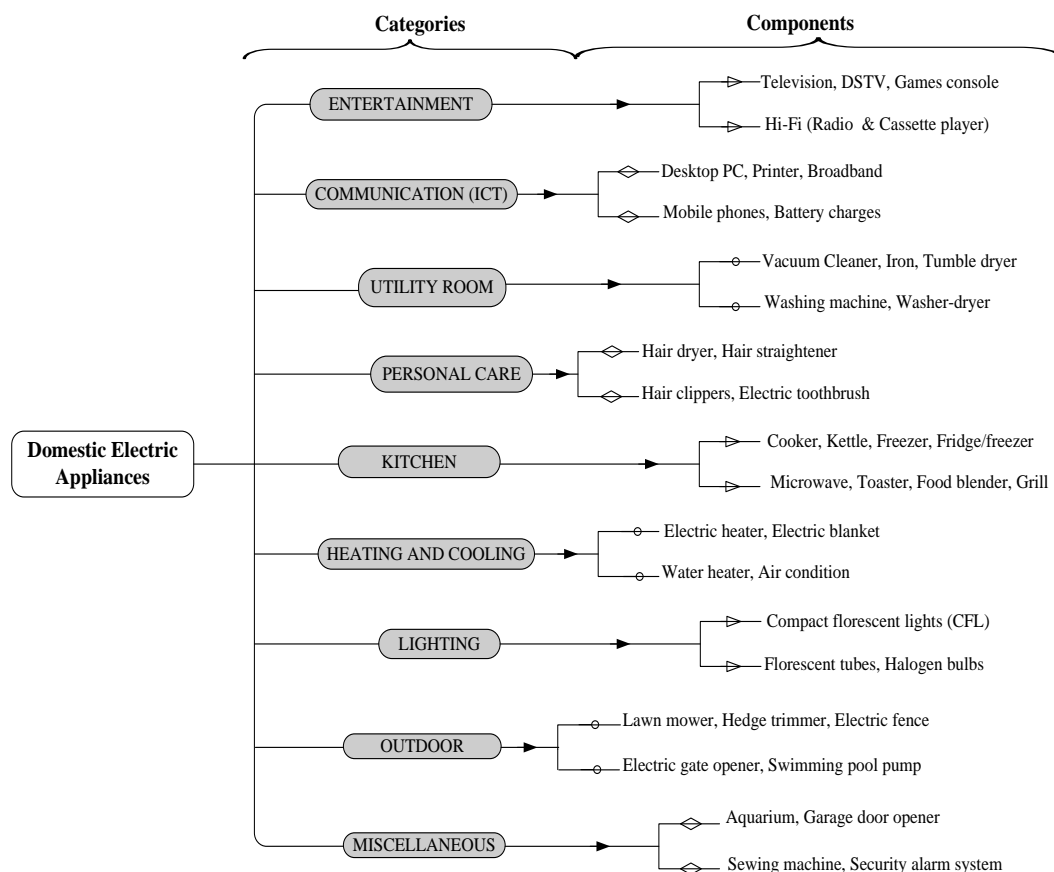 Categories
Components
ENTERTAINMENT
Television, DSTV, Games console
Hi-Fi (Radio & Cassette player)
COMMUNICATION (ICT)
Desktop PC, Printer, Broadband
Mobile phones, Battery charges
UTILITY ROOM
Vacuum Cleaner, Iron, Tumble dryer
Washing machine, Washer-dryer
PERSONAL CARE
Hair dryer, Hair straightener
Hair clippers, Electric toothbrush
Domestic Electric
Appliances
KITCHEN
Cooker, Kettle, Freezer, Fridge/freezer
Microwave, Toaster, Food blender, Grill
HEATING AND COOLING
Electric heater, Electric blanket
Water heater, Air condition
LIGHTING
Compact florescent lights (CFL)
Florescent tubes, Halogen bulbs
OUTDOOR
Lawn mower, Hedge trimmer, Electric fence
Electric gate opener, Swimming pool pump
MISCELLANEOUS
Aquarium, Garage door opener
Sewing machine, Security alarm system